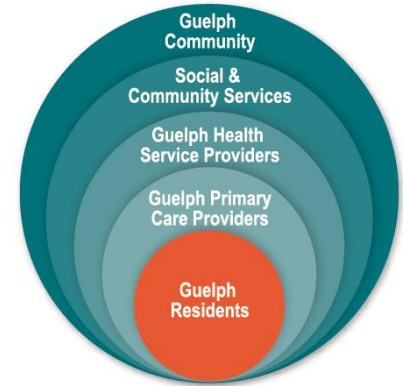 Guelph
Community
Social &
Community Services
Guelph Health
Service Providers
Guelph Primary
Care Providers
Guelph
Residents